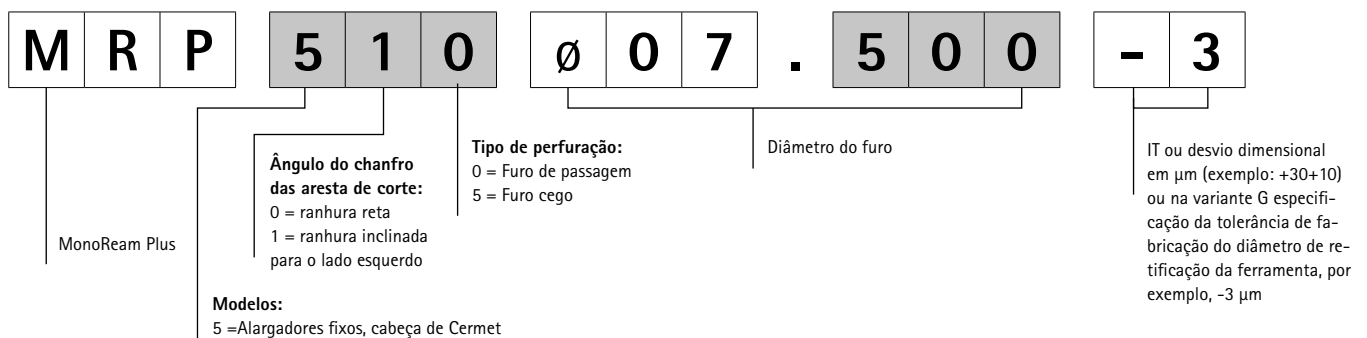 M R P 5 1 0 ø 0 7 . 5 0 0 - 3
Ângulo do chanfro
das aresta de corte:
0 = ranhura reta
1 = ranhura inclinada
para o lado esquerdo
Tipo de perfuração:
0 = Furo de passagem
5 = Furo cego
Diâmetro do furo
IT ou desvio dimensional
em µm (exemplo: +30+10)
ou na variante G especifi-
cação da tolerância de fa-
bricação do diâmetro de re-
tificação da ferramenta, por
exemplo, -3 µm
MonoReam Plus
Modelos:
5 =Alargadores fixos, cabeça de Cermet